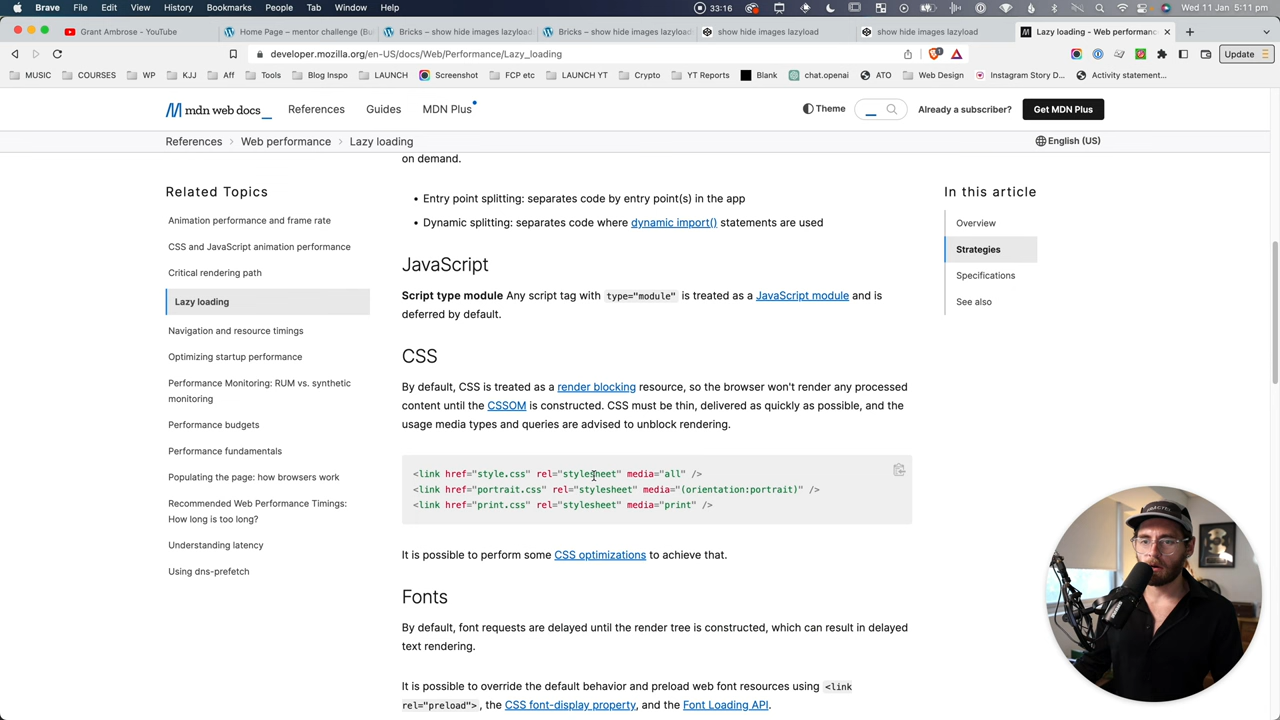 Brave File Edit View History Bookmarks People Tab Window Help 33:16 Wed 11 Jan 5:11 pm
Grant Ambrose - YouTube
Home Page – mentor challenge (Bu
Bricks – show hide images lazyload
Bricks – show hide images lazyload
show hide images lazyload
show hide images lazyload
Lazy loading - Web performanc
developer.mozilla.org/en-US/docs/Web/Performance/Lazy_loading
Update
MUSIC COURSES WP KJJ Aff Tools Blog Inspo LAUNCH Screenshot FCP etc LAUNCH YT Crypto YT Reports Blank chat.openai ATO Web Design Instagram Story D... Activity statement...
mdn web docs_
References Guides MDN Plus
Theme
Already a subscriber?
Get MDN Plus
References Web performance Lazy loading
English (US)
Related Topics
Animation performance and frame rate
CSS and JavaScript animation performance
Critical rendering path
Lazy loading
Navigation and resource timings
Optimizing startup performance
Performance Monitoring: RUM vs. synthetic
monitoring
Performance budgets
Performance fundamentals
Populating the page: how browsers work
Recommended Web Performance Timings:
How long is too long?
Understanding latency
Using dns-prefetch
on demand.
• Entry point splitting: separates code by entry point(s) in the app
• Dynamic splitting: separates code where dynamic import() statements are used
JavaScript
Script type module Any script tag with type="module" is treated as a JavaScript module and is
deferred by default.
CSS
By default, CSS is treated as a render blocking resource, so the browser won't render any processed
content until the CSSOM is constructed. CSS must be thin, delivered as quickly as possible, and the
usage media types and queries are advised to unblock rendering.
<link href="style.css" rel="stylesheet" media="all" />
<link href="portrait.css" rel="stylesheet" media="(orientation:portrait)" />
<link href="print.css" rel="stylesheet" media="print" />
It is possible to perform some CSS optimizations to achieve that.
Fonts
By default, font requests are delayed until the render tree is constructed, which can result in delayed
text rendering.
It is possible to override the default behavior and preload web font resources using <link
rel="preload">, the CSS font-display property, and the Font Loading API.
In this article
Overview
Strategies
Specifications
See also